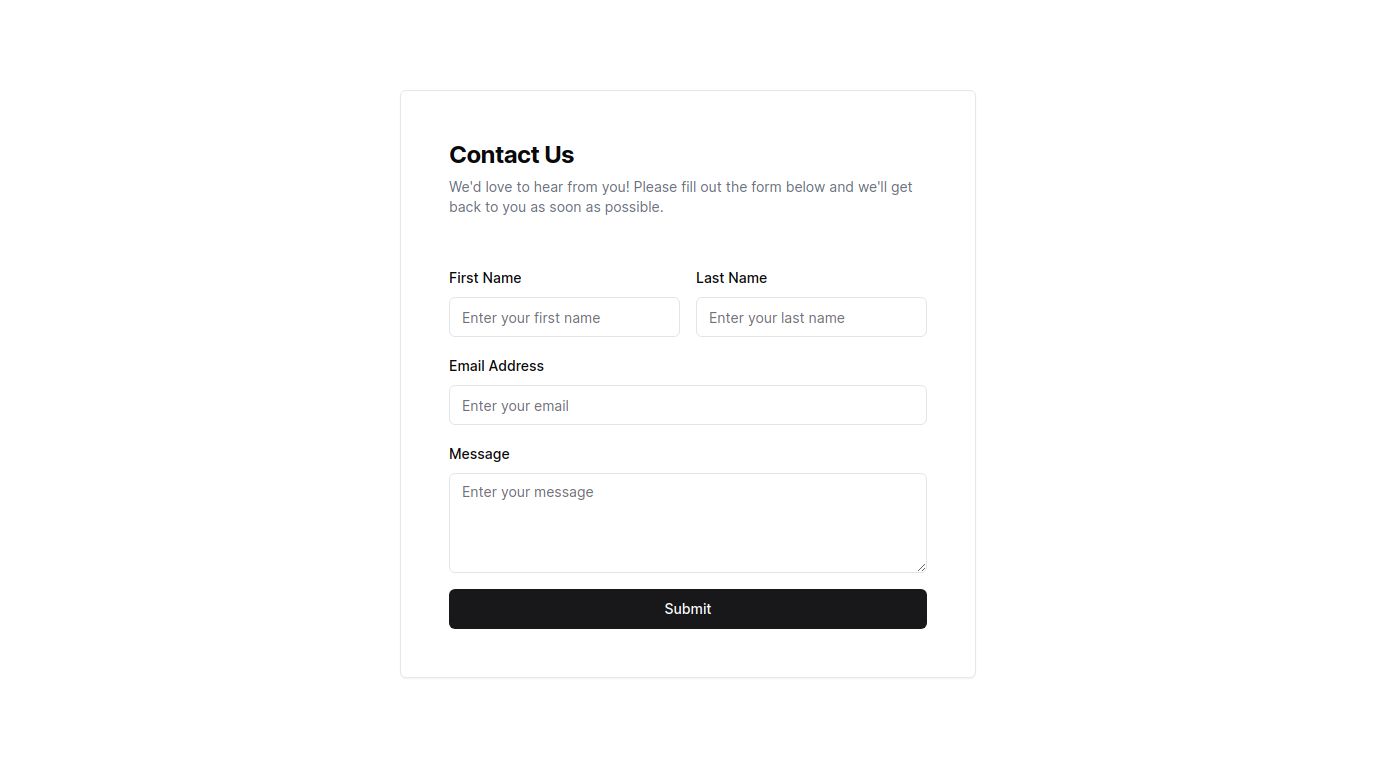 Contact Us
We'd love to hear from you! Please fill out the form below and we'll get
back to you as soon as possible.
First Name
Last Name
Enter your first name
Enter your last name
Email Address
Enter your email
Message
Enter your message
Submit